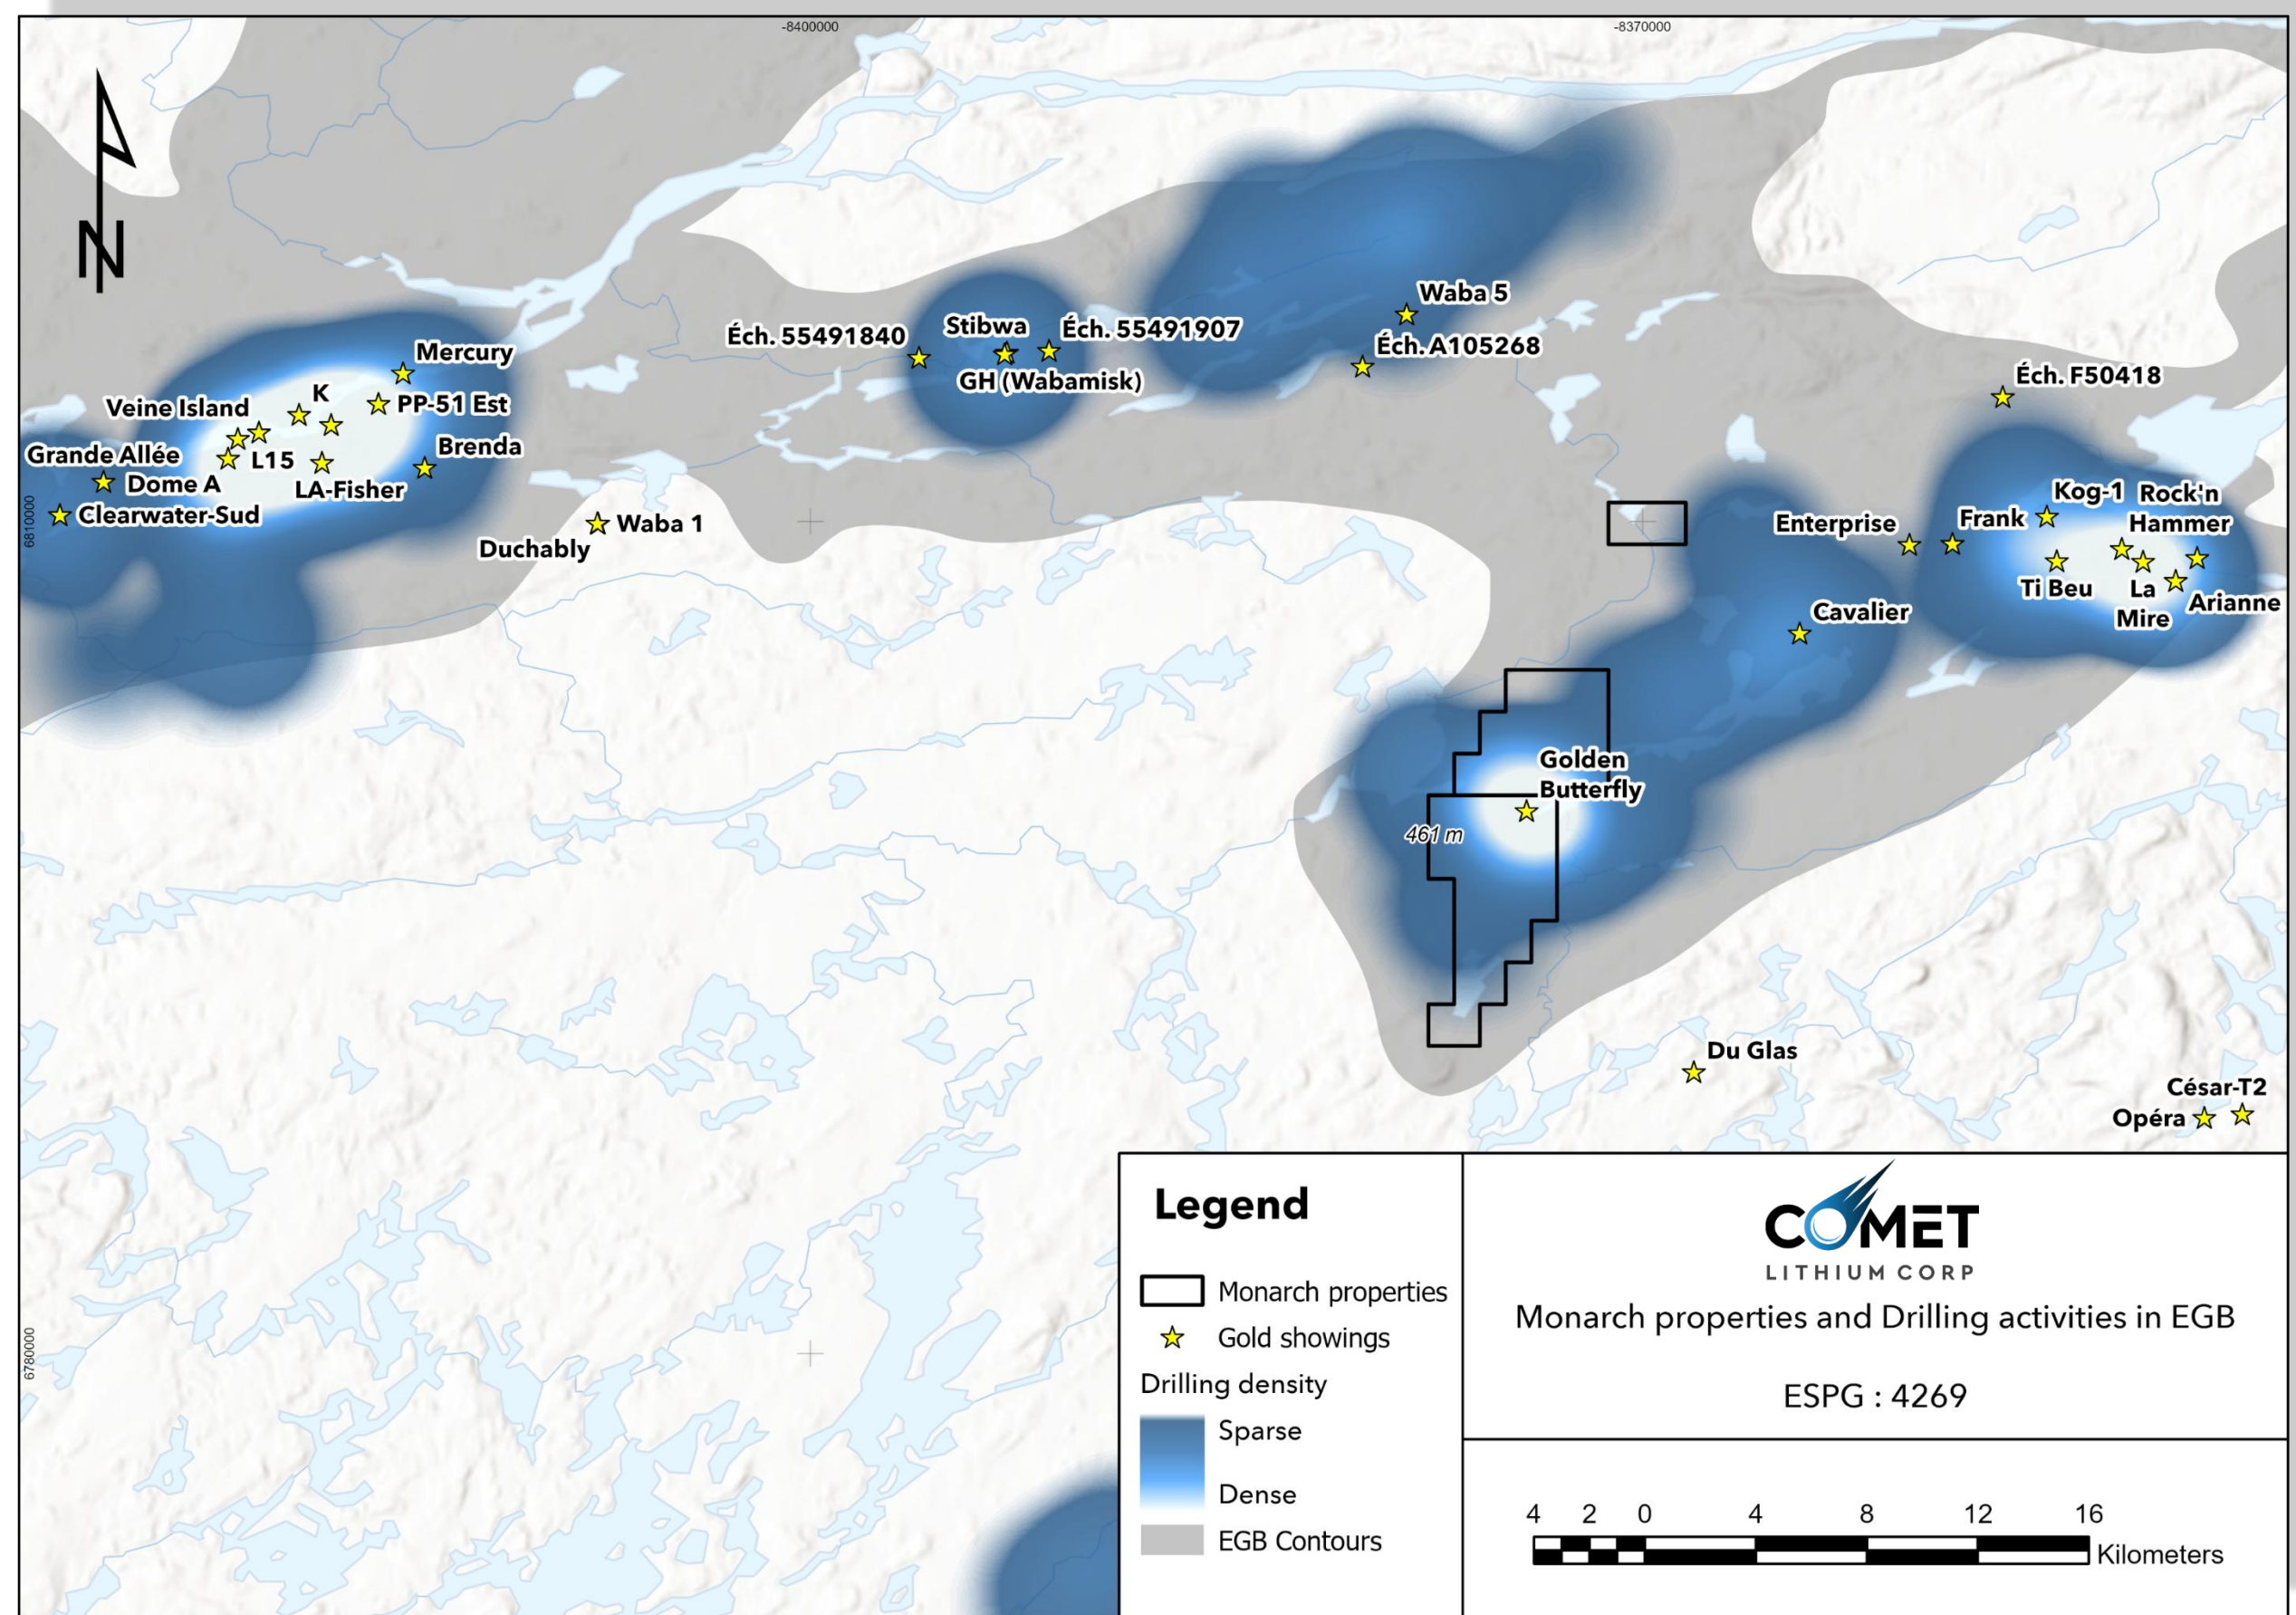 -8400000
-8370000
N
Waba 5
Éch. 55491840
Stibwa
Éch. 55491907
Éch. A105268
GH (Wabamisk)
Mercury
K
PP-51 Est
Veine Island
Éch. F50418
Brenda
Grande Allée
L15
Dome A
LA-Fisher
Clearwater-Sud
6810000
Waba 1
Duchably
Kog-1
Rock'n
Hammer
Frank
Enterprise
Ti Beu
La
Mire
Arianne
Cavalier
Golden
Butterfly
461 m
Du Glas
César-T2
Opéra
6780000
Legend
Monarch properties
Gold showings
Drilling density
Sparse
Dense
EGB Contours
COMET
LITHIUM CORP
Monarch properties and Drilling activities in EGB
ESPG : 4269
4 2 0 4 8 12 16
Kilometers